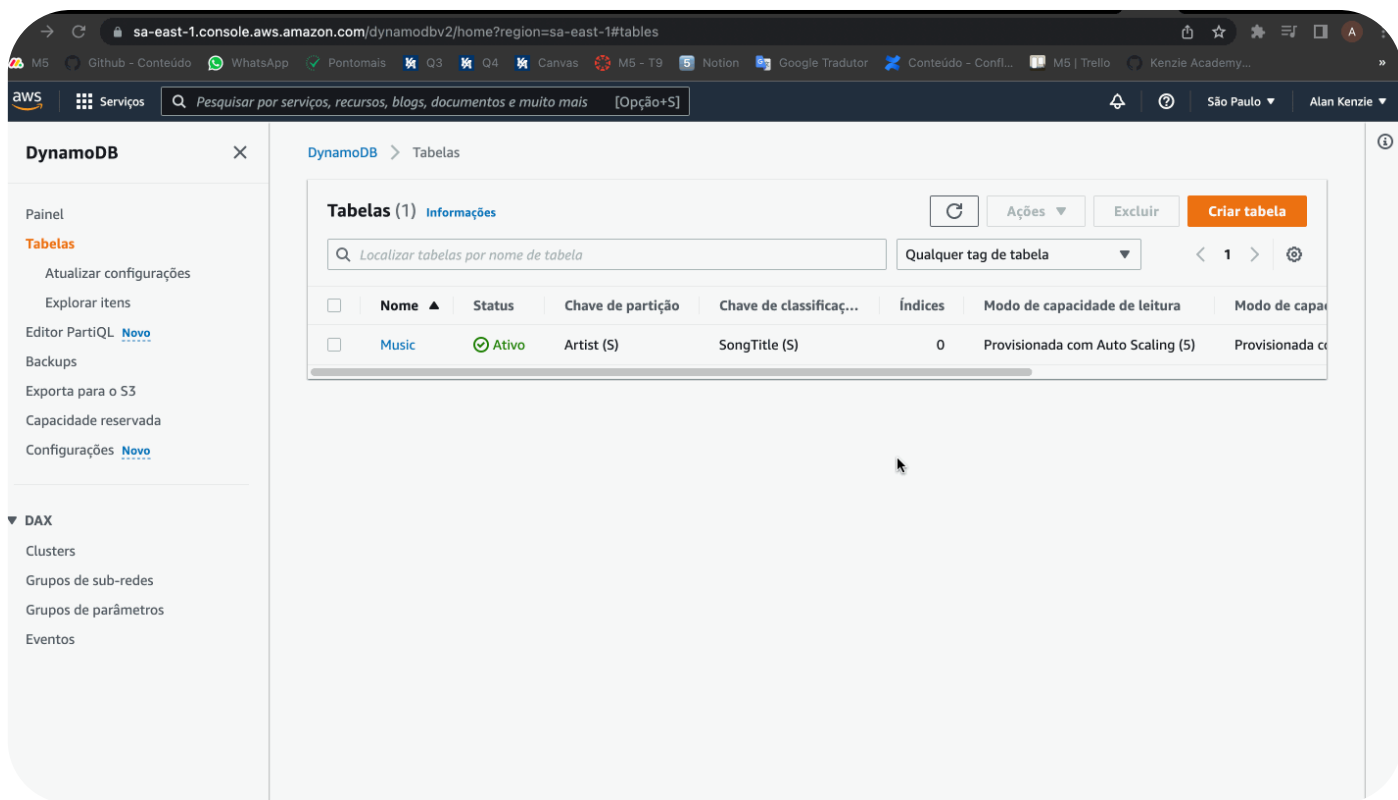 sa-east-1.console.aws.amazon.com/dynamodbv2/home?region=sa-east-1#tables
A
M5 Github - Conteúdo WhatsApp Pontomais Q3 Q4 Canvas M5 - T9 5 Notion Google Tradutor Conteúdo - Confl... M5 | Trello Kenzie Academy... »
aws Serviços Pesquisar por serviços, recursos, blogs, documentos e muito mais [Opção+S] São Paulo ▼ Alan Kenzie ▼
DynamoDB
Painel
Tabelas
Atualizar configurações
Explorar itens
Editor PartiQL Novo
Backups
Exporta para o S3
Capacidade reservada
Configurações Novo
DAX
Clusters
Grupos de sub-redes
Grupos de parâmetros
Eventos
DynamoDB > Tabelas
Tabelas (1) Informações Ações Excluir Criar tabela
Localizar tabelas por nome de tabela Qualquer tag de tabela < 1 >
Nome Status Chave de partição Chave de classificaç... Índices Modo de capacidade de leitura Modo de capa
Music Ativo Artist (S) SongTitle (S) 0 Provisionada com Auto Scaling (5) Provisionada c